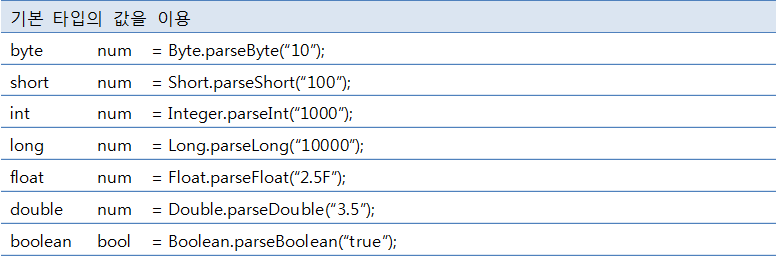 기본 타입의 값을 이용
byte num = Byte.parseByte(“10”);
short num = Short.parseShort(“100”);
int num = Integer.parseInt(“1000”);
long num = Long.parseLong(“10000”);
float num = Float.parseFloat(“2.5F”);
double num = Double.parseDouble(“3.5”);
boolean bool = Boolean.parseBoolean(“true”);